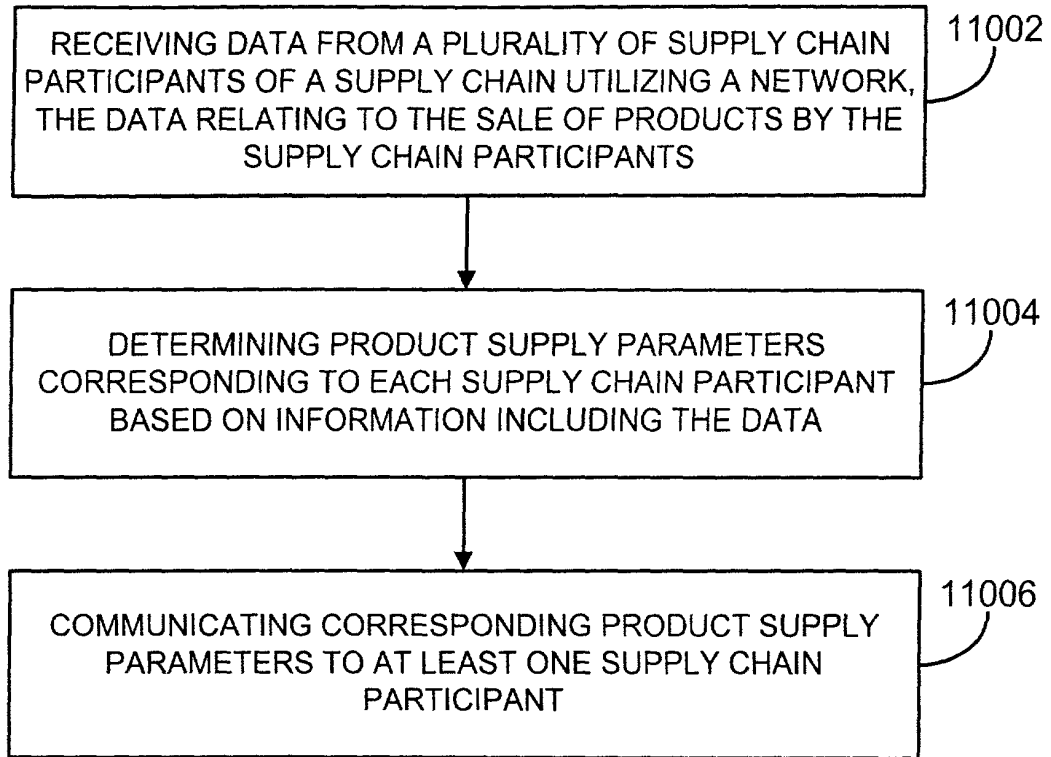 RECEIVING DATA FROM A PLURALITY OF SUPPLY CHAIN
PARTICIPANTS OF A SUPPLY CHAIN UTILIZING A NETWORK,
THE DATA RELATING TO THE SALE OF PRODUCTS BY THE
SUPPLY CHAIN PARTICIPANTS
11002
DETERMINING PRODUCT SUPPLY PARAMETERS
CORRESPONDING TO EACH SUPPLY CHAIN PARTICIPANT
BASED ON INFORMATION INCLUDING THE DATA
11004
COMMUNICATING CORRESPONDING PRODUCT SUPPLY
PARAMETERS TO AT LEAST ONE SUPPLY CHAIN
PARTICIPANT
11006